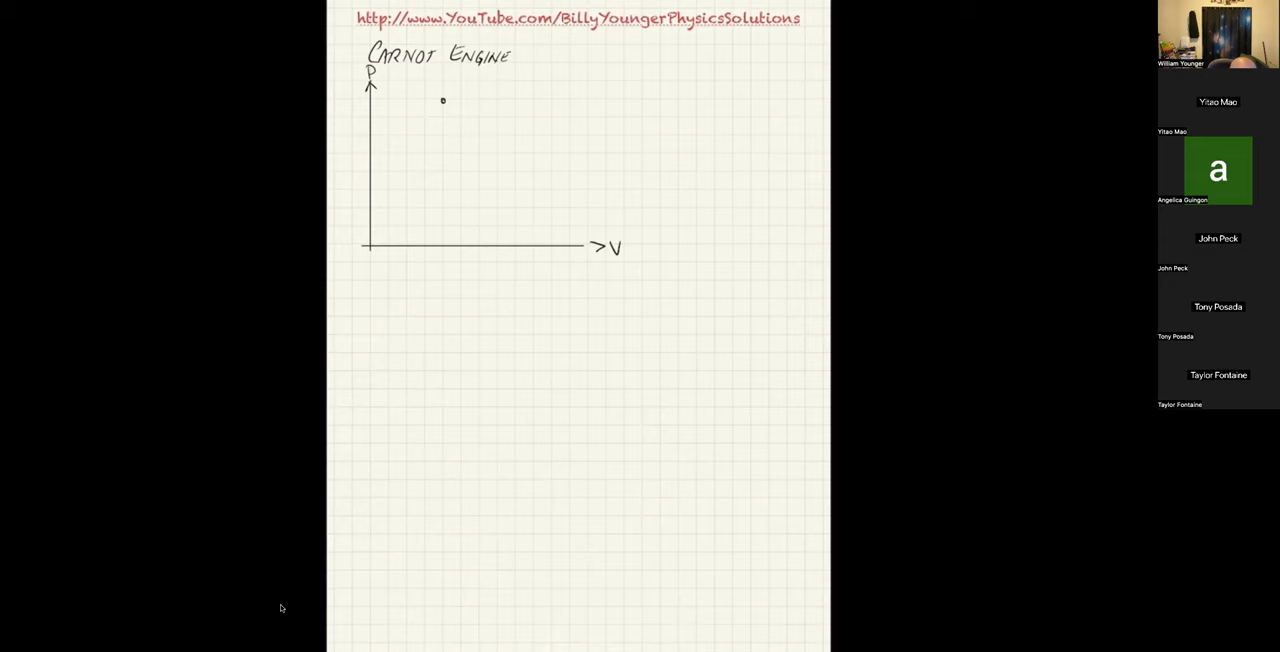 http://www.YouTube.com/BillyYoungerPhysicsSolutions
CARNOT ENGINE
P
V
William Younger
Yitao Mao
Yitao Mao
a
Angelica Guingon
John Peck
John Peck
Tony Posada
Tony Posada
Taylor Fontaine
Taylor Fontaine